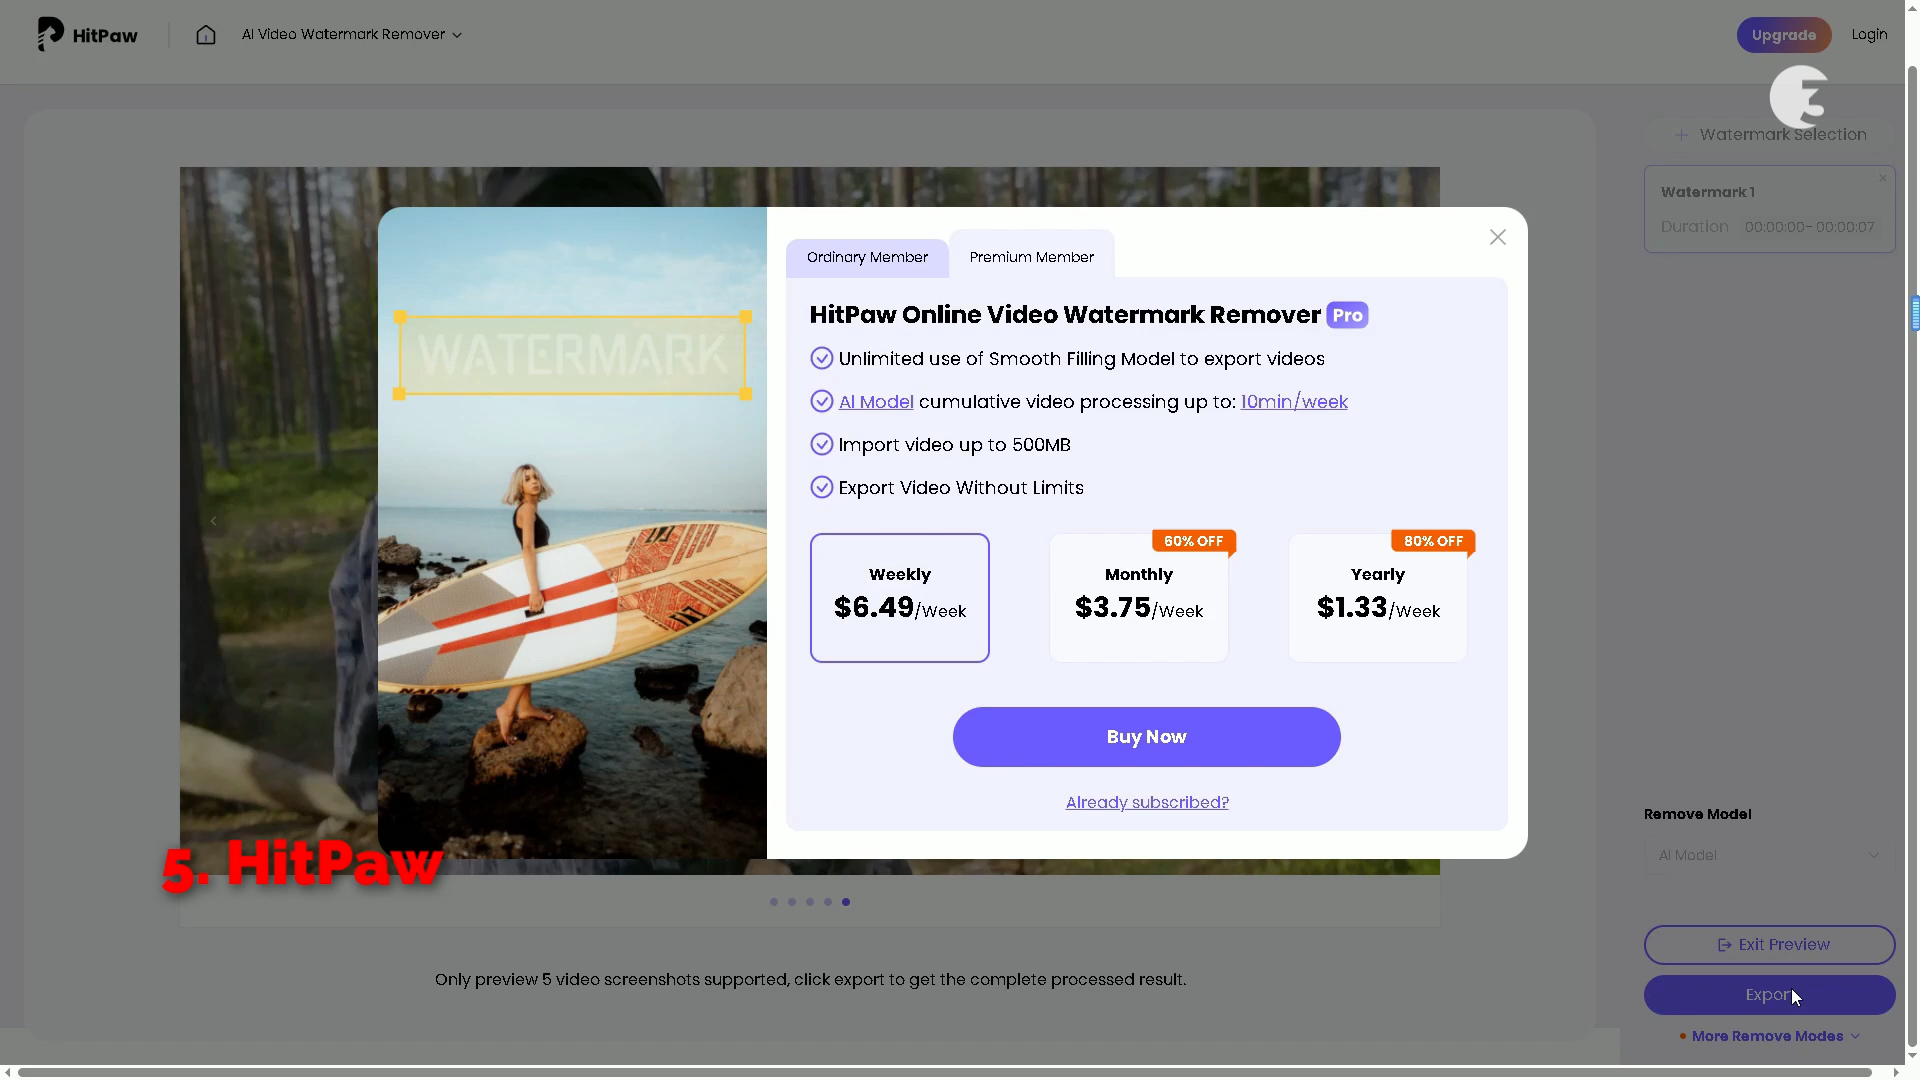 HitPaw
AI Video Watermark Remover
Upgrade
Login
Watermark Selection
Watermark 1
Duration 00:00:00- 00:00:07
Ordinary Member
Premium Member
HitPaw Online Video Watermark Remover Pro
Unlimited use of Smooth Filling Model to export videos
AI Model cumulative video processing up to: 10min/week
Import video up to 500MB
Export Video Without Limits
WATERMARK
60% OFF
80% OFF
Weekly
$6.49/Week
Monthly
$3.75/Week
Yearly
$1.33/Week
Buy Now
Already subscribed?
5. HitPaw
Only preview 5 video screenshots supported, click export to get the complete processed result.
Remove Model
AI Model
Exit Preview
Export
More Remove Modes